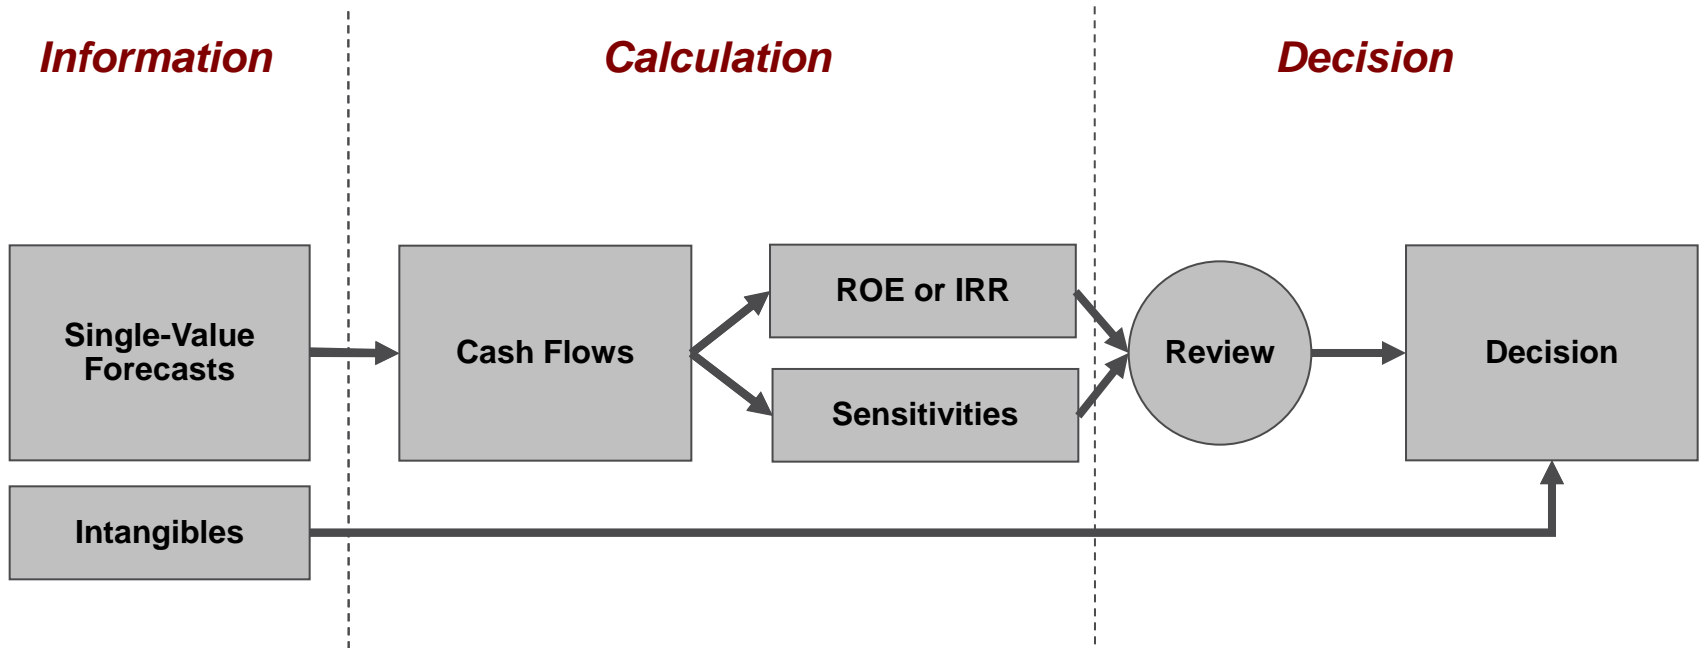 Information
Calculation
Decision
Single-Value
Forecasts
Cash Flows
ROE or IRR
Sensitivities
Review
Decision
Intangibles